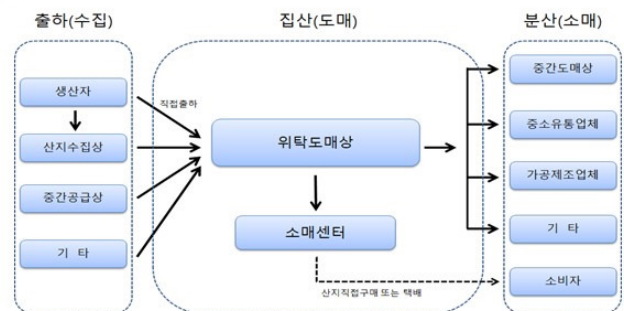 출하(수집)
집산(도매)
분산(소매)
생산자
산지수집상
중간공급상
기 타
직접출하
위탁도매상
소매센터
산지직접구매 또는 택배
중간도매상
중소유통업체
가공제조업체
기 타
소비자